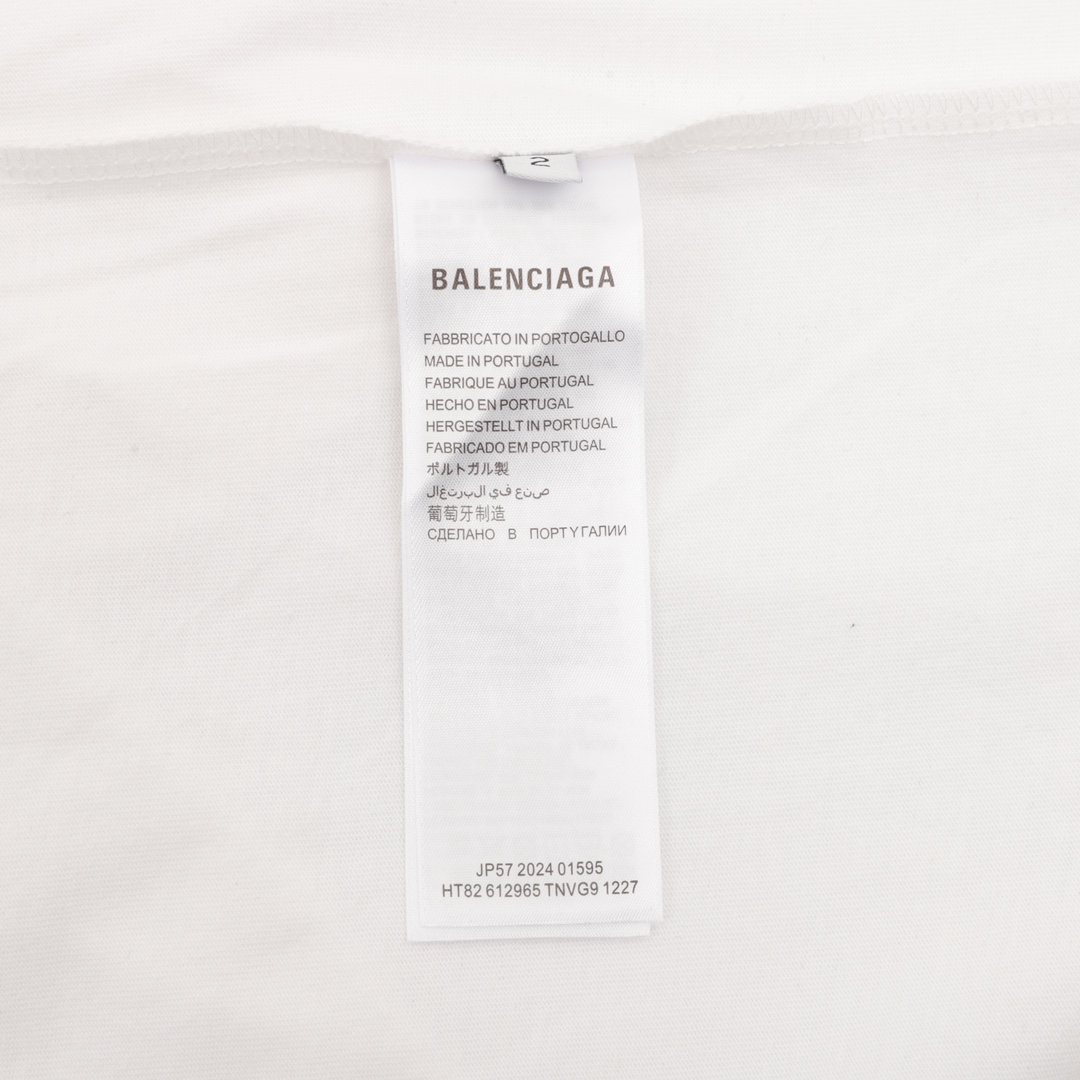 2
BALENCIAGA
FABBRICATO IN PORTOGALLO
MADE IN PORTUGAL
FABRIQUE AU PORTUGAL
HECHO EN PORTUGAL
HERGESTELLT IN PORTUGAL
FABRICADO EM PORTUGAL
ポルトガル製
صنع في البرتغال
葡萄牙制造
СДЕЛАНО В ПОРТYГАЛИИ
JP57 2024 01595
HT82 612965 TNVG9 1227